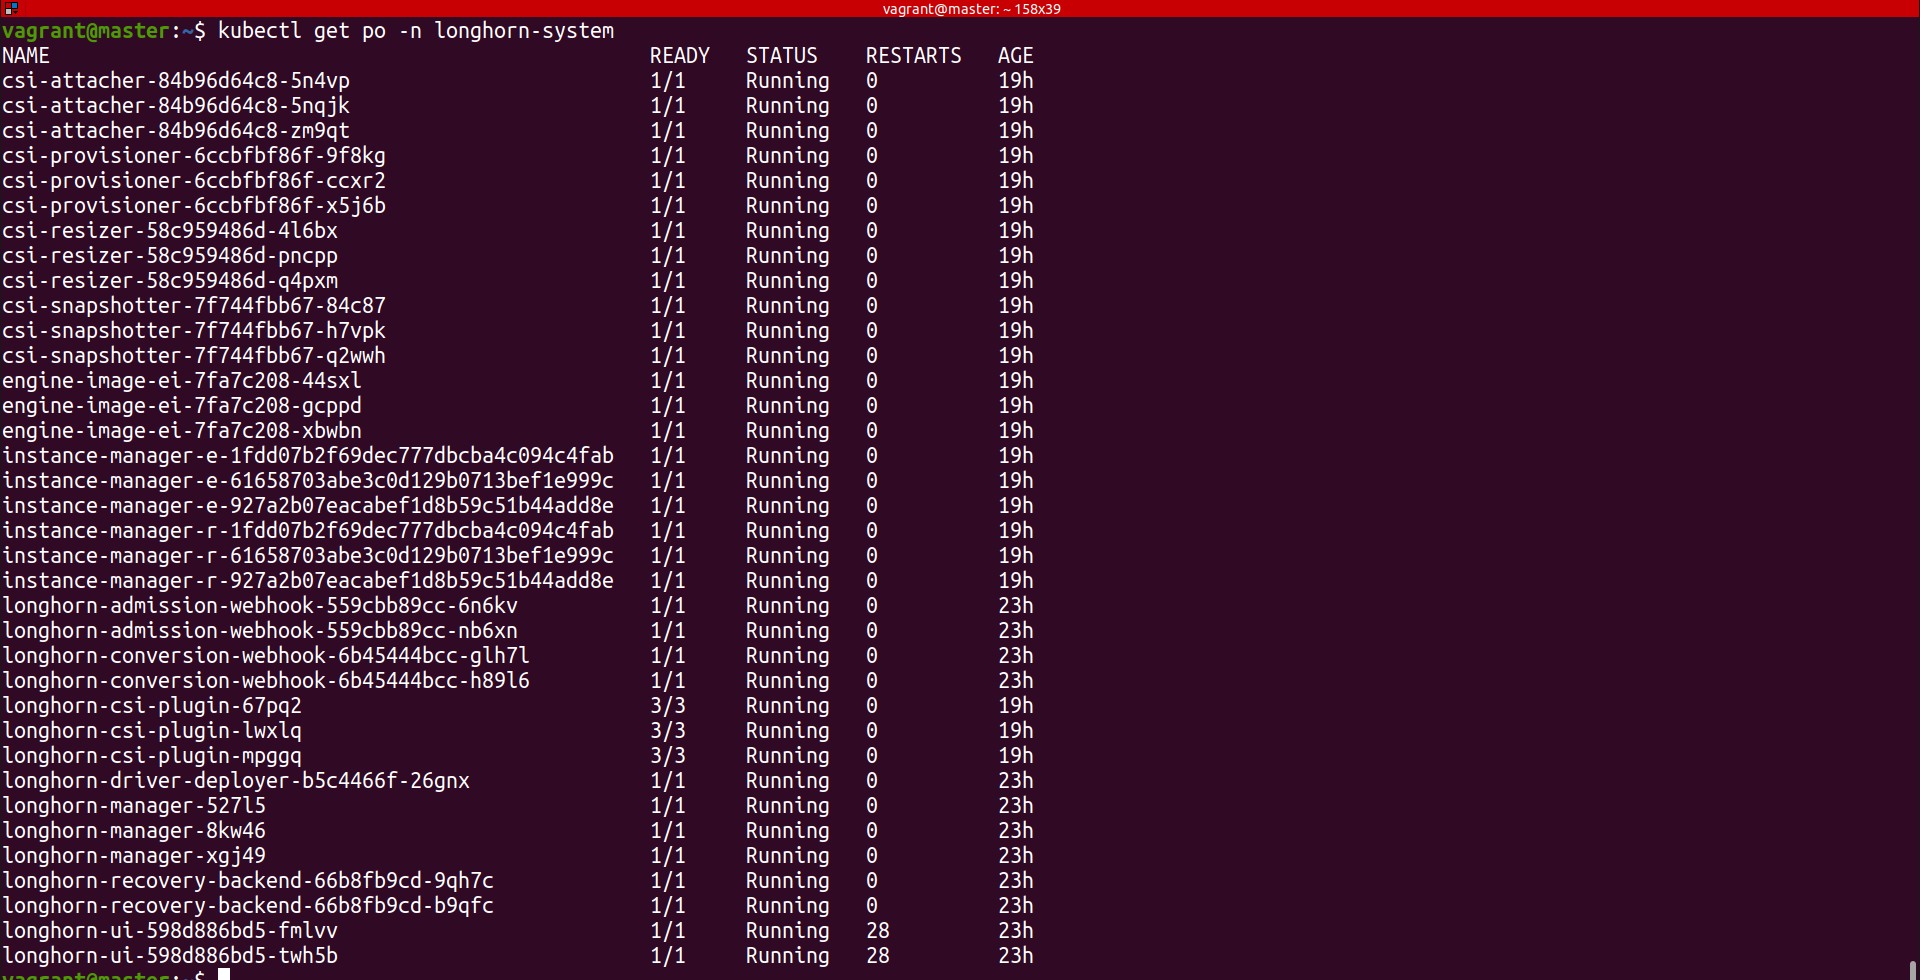 vagrant@master: ~ 158x39
vagrant@master:~$ kubectl get po -n longhorn-system
NAME READY STATUS RESTARTS AGE
csi-attacher-84b96d64c8-5n4vp 1/1 Running 0 19h
csi-attacher-84b96d64c8-5nqjk 1/1 Running 0 19h
csi-attacher-84b96d64c8-zm9qt 1/1 Running 0 19h
csi-provisioner-6ccbfbf86f-9f8kg 1/1 Running 0 19h
csi-provisioner-6ccbfbf86f-ccxr2 1/1 Running 0 19h
csi-provisioner-6ccbfbf86f-x5j6b 1/1 Running 0 19h
csi-resizer-58c959486d-4l6bx 1/1 Running 0 19h
csi-resizer-58c959486d-pncpp 1/1 Running 0 19h
csi-resizer-58c959486d-q4pxm 1/1 Running 0 19h
csi-snapshotter-7f744fbb67-84c87 1/1 Running 0 19h
csi-snapshotter-7f744fbb67-h7vpk 1/1 Running 0 19h
csi-snapshotter-7f744fbb67-q2wwh 1/1 Running 0 19h
engine-image-ei-7fa7c208-44sxl 1/1 Running 0 19h
engine-image-ei-7fa7c208-gcppd 1/1 Running 0 19h
engine-image-ei-7fa7c208-xbwbn 1/1 Running 0 19h
instance-manager-e-1fdd07b2f69dec777dbcba4c094c4fab 1/1 Running 0 19h
instance-manager-e-61658703abe3c0d129b0713bef1e999c 1/1 Running 0 19h
instance-manager-e-927a2b07eacabef1d8b59c51b44add8e 1/1 Running 0 19h
instance-manager-r-1fdd07b2f69dec777dbcba4c094c4fab 1/1 Running 0 19h
instance-manager-r-61658703abe3c0d129b0713bef1e999c 1/1 Running 0 19h
instance-manager-r-927a2b07eacabef1d8b59c51b44add8e 1/1 Running 0 19h
longhorn-admission-webhook-559cbb89cc-6n6kv 1/1 Running 0 23h
longhorn-admission-webhook-559cbb89cc-nb6xn 1/1 Running 0 23h
longhorn-conversion-webhook-6b45444bcc-glh7l 1/1 Running 0 23h
longhorn-conversion-webhook-6b45444bcc-h89l6 1/1 Running 0 23h
longhorn-csi-plugin-67pq2 3/3 Running 0 19h
longhorn-csi-plugin-lwxlq 3/3 Running 0 19h
longhorn-csi-plugin-mpggq 3/3 Running 0 19h
longhorn-driver-deployer-b5c4466f-26gnx 1/1 Running 0 23h
longhorn-manager-527l5 1/1 Running 0 23h
longhorn-manager-8kw46 1/1 Running 0 23h
longhorn-manager-xgj49 1/1 Running 0 23h
longhorn-recovery-backend-66b8fb9cd-9qh7c 1/1 Running 0 23h
longhorn-recovery-backend-66b8fb9cd-b9qfc 1/1 Running 0 23h
longhorn-ui-598d886bd5-fmlvv 1/1 Running 28 23h
longhorn-ui-598d886bd5-twh5b 1/1 Running 28 23h
vagrant@master:~$